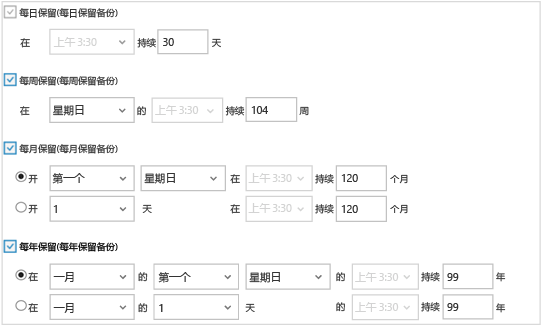 每日保留(每日保留备份)
在 上午 3:30 持续 30 天
每周保留(每周保留备份)
在 星期日 的 上午 3:30 持续 104 周
每月保留(每月保留备份)
开 第一个 星期日 在 上午 3:30 持续 120 个月
开 1 天 在 上午 3:30 持续 120 个月
每年保留(每年保留备份)
在 一月 的 第一个 星期日 的 上午 3:30 持续 99 年
在 一月 的 1 天 的 上午 3:30 持续 99 年